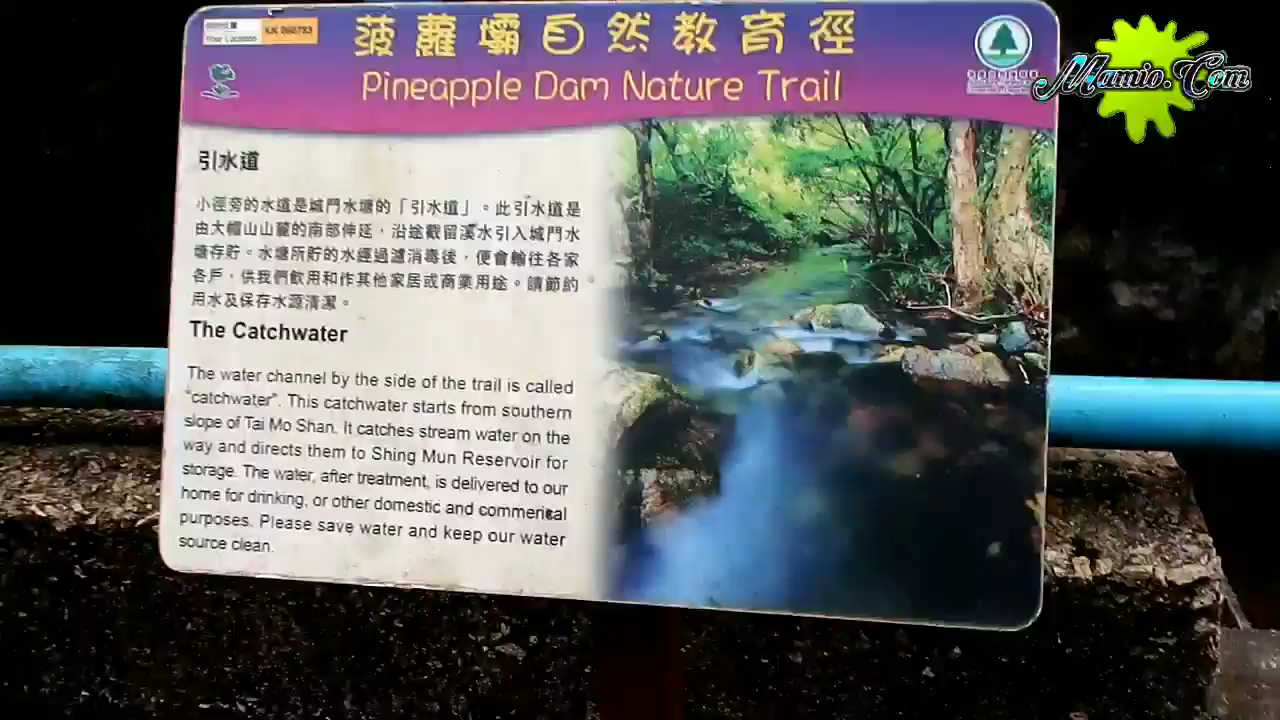 菠蘿壩自然教育徑
Pineapple Dam Nature Trail
Mamio.Com
引水道
小徑旁的水道是城門水塘的「引水道」。此引水道是
由大帽山山麓的南部伸延，沿途截留溪水引入城門水
塘存貯。水塘所貯的水經過濾消毒後，便會輸往各家
各戶，供我們飲用和作其他家居或商業用途。請節約
用水及保存水源清潔。
The Catchwater
The water channel by the side of the trail is called
"catchwater". This catchwater starts from southern
slope of Tai Mo Shan. It catches stream water on the
way and directs them to Shing Mun Reservoir for
storage. The water, after treatment, is delivered to our
home for drinking, or other domestic and commerical
purposes. Please save water and keep our water
source clean.